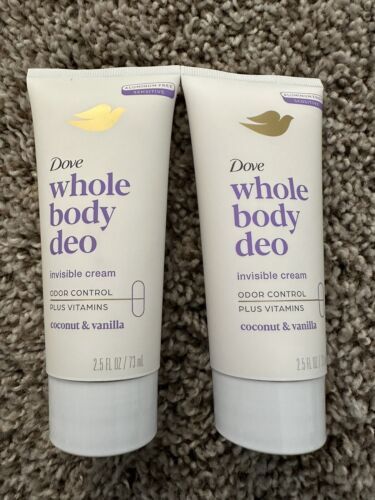 ALUMINUM FREE
SENSITIVE
Dove
whole
body
deo
invisible cream
ODOR CONTROL
PLUS VITAMINS
coconut & vanilla
2.5 FL OZ / 73 mL
ALUMINUM FREE
SENSITIVE
Dove
whole
body
deo
invisible cream
ODOR CONTROL
PLUS VITAMINS
coconut & vanilla
2.5 FL OZ /